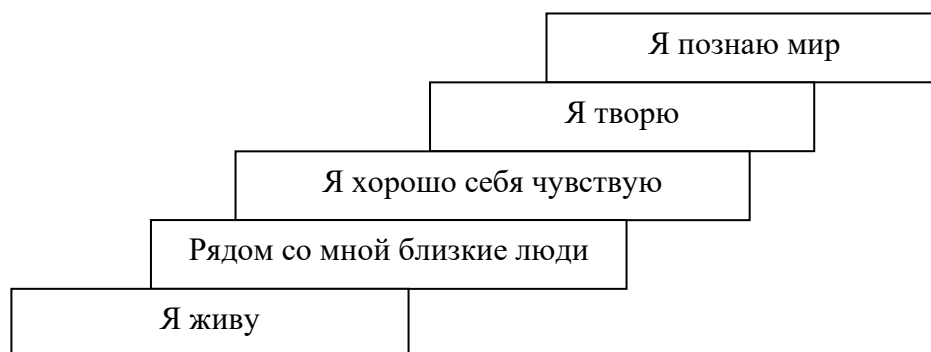 Я познаю мир
Я творю
Я хорошо себя чувствую
Рядом со мной близкие люди
Я живу